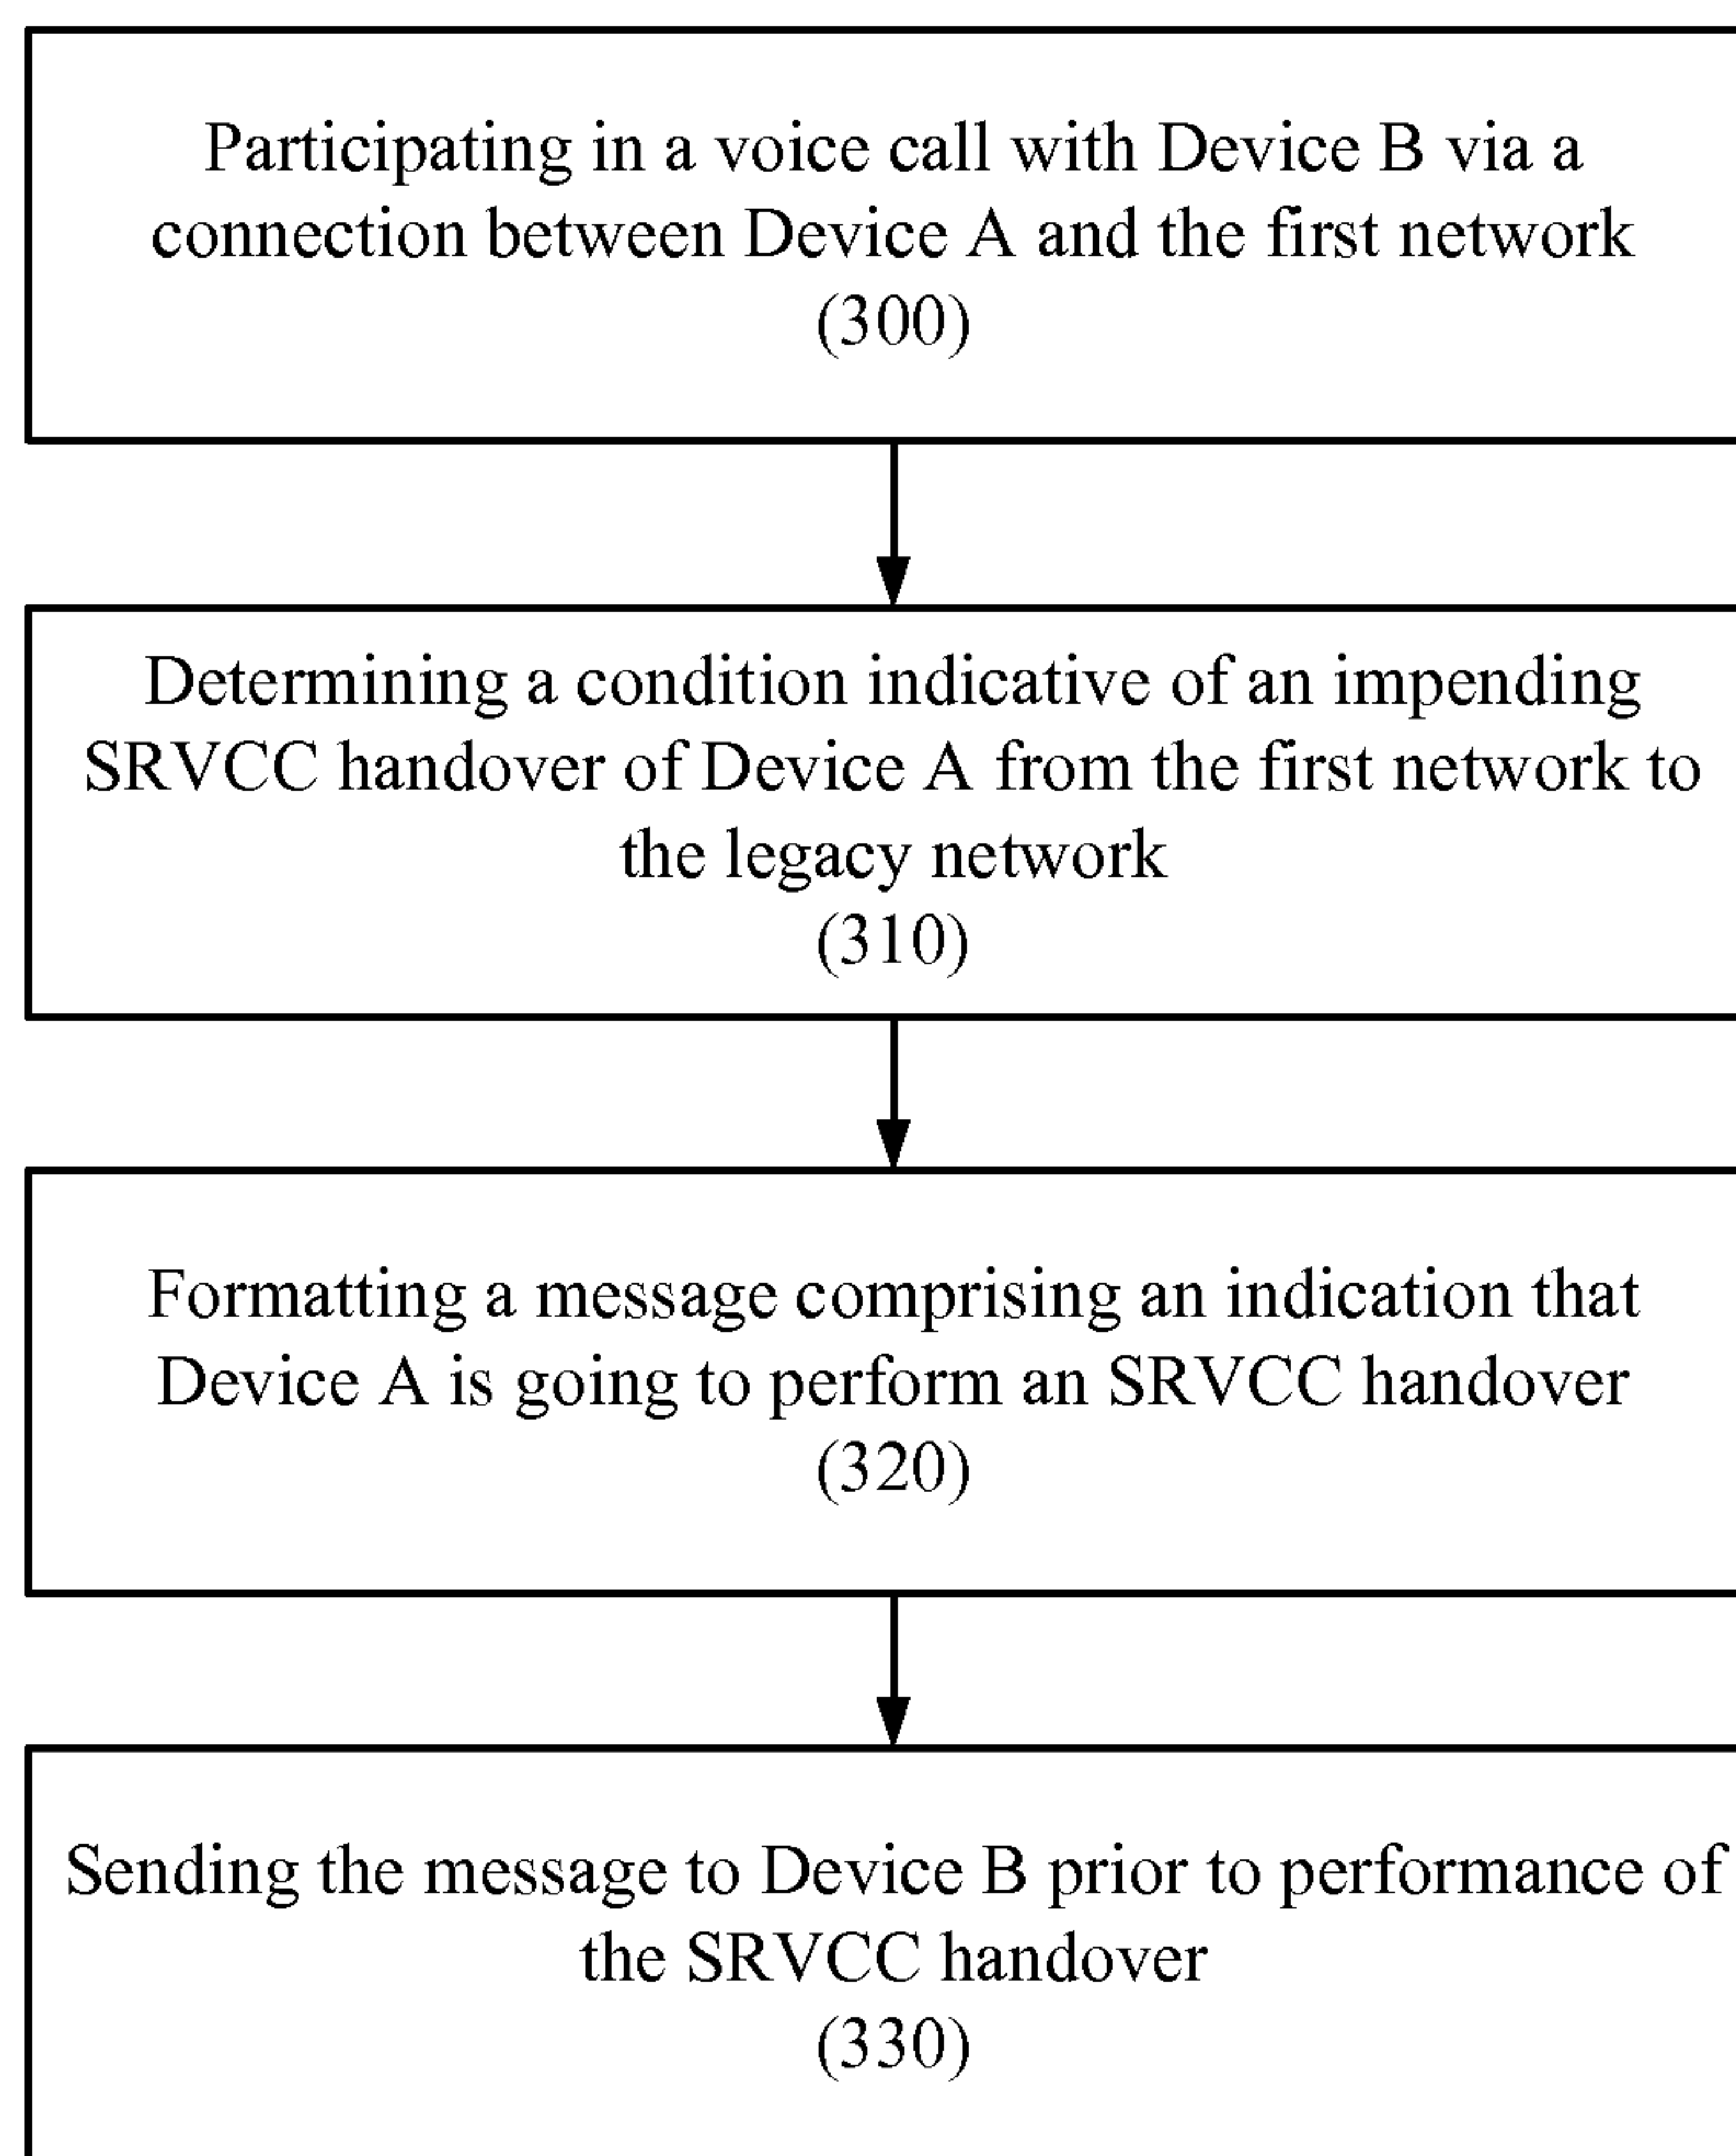 Participating in a voice call with Device B via a
connection between Device A and the first network
(300)
Determining a condition indicative of an impending
SRVCC handover of Device A from the first network to
the legacy network
(310)
Formatting a message comprising an indication that
Device A is going to perform an SRVCC handover
(320)
Sending the message to Device B prior to performance of
the SRVCC handover
(330)